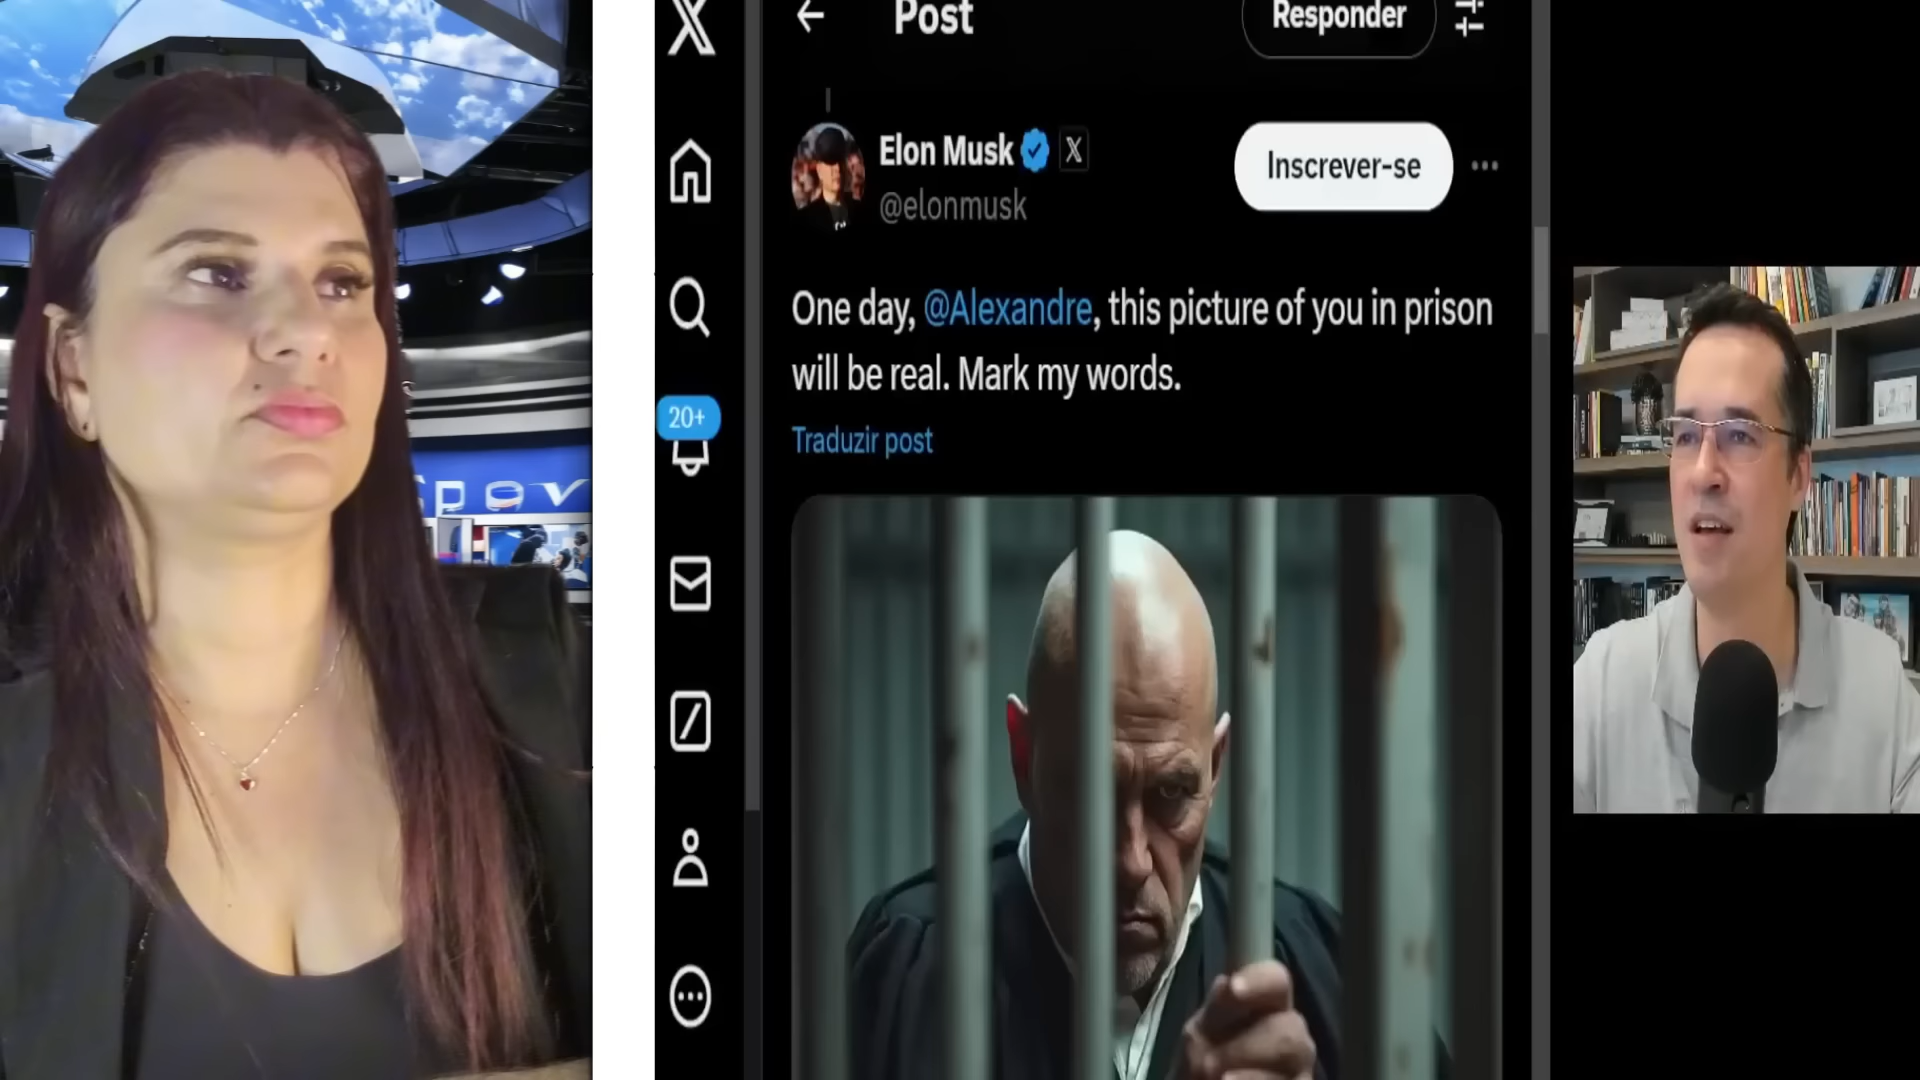 Post
Responder
Elon Musk
@elonmusk
Inscrever-se
One day, @Alexandre, this picture of you in prison
will be real. Mark my words.
Traduzir post
20+